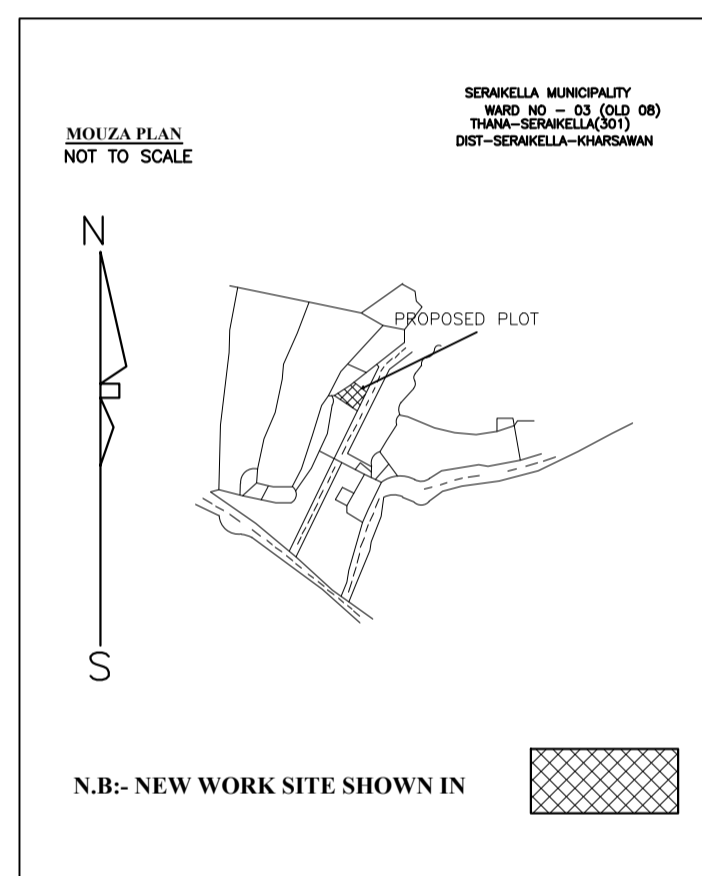 SERAIKELLA MUNICIPALITY
WARD NO - 03 (OLD 08)
THANA-SERAIKELLA(301)
DIST-SERAIKELLA-KHARSAWAN
MOUZA PLAN
NOT TO SCALE
N
PROPOSED PLOT
S
N.B:- NEW WORK SITE SHOWN IN